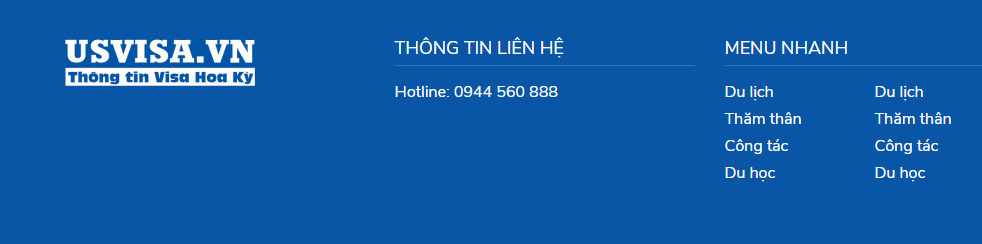 USVISA.VN
Thông tin Visa Hoa Kỳ
THÔNG TIN LIÊN HỆ
Hotline: 0944 560 888
MENU NHANH
Du lịch
Thăm thân
Công tác
Du học
Du lịch
Thăm thân
Công tác
Du học